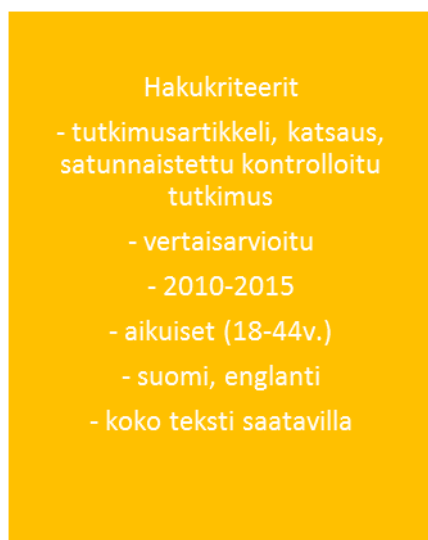 Hakukriteerit
- tutkimusartikkeli, katsaus,
satunnaistettu kontrolloitu
tutkimus
- vertaisarvioitu
- 2010-2015
- aikuiset (18-44v.)
- suomi, englanti
- koko teksti saatavilla